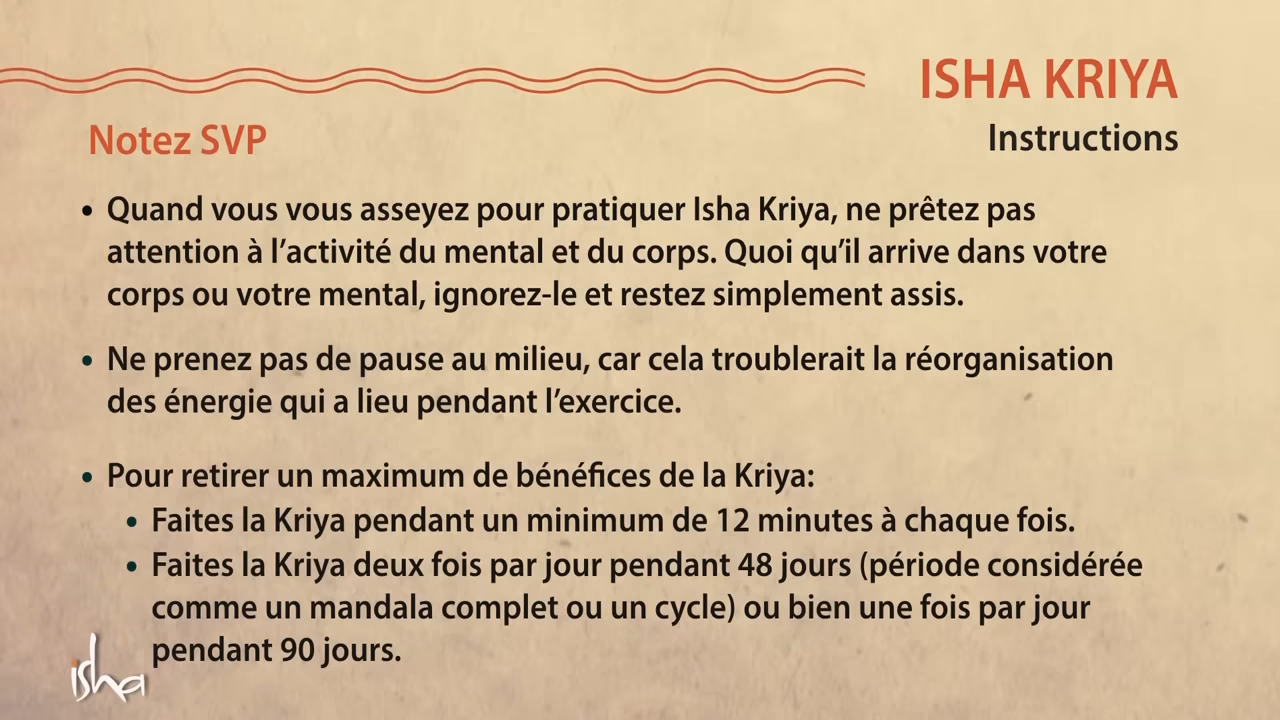 ISHA KRIYA
Instructions
Notez SVP
• Quand vous vous asseyez pour pratiquer Isha Kriya, ne prêtez pas
attention à l’activité du mental et du corps. Quoi qu’il arrive dans votre
corps ou votre mental, ignorez-le et restez simplement assis.
• Ne prenez pas de pause au milieu, car cela troublerait la réorganisation
des énergie qui a lieu pendant l’exercice.
• Pour retirer un maximum de bénéfices de la Kriya:
• Faites la Kriya pendant un minimum de 12 minutes à chaque fois.
• Faites la Kriya deux fois par jour pendant 48 jours (période considérée
comme un mandala complet ou un cycle) ou bien une fois par jour
pendant 90 jours.
isha